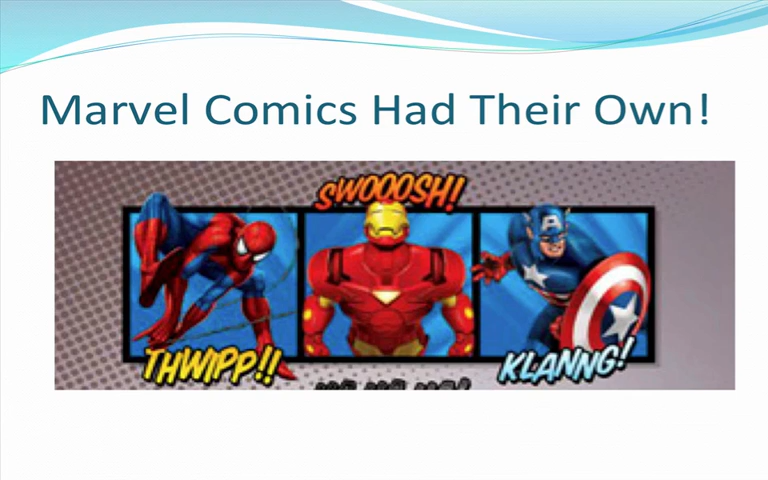 Marvel Comics Had Their Own!
SWOOOSH!
A
THWIPP!!
KLANNG!